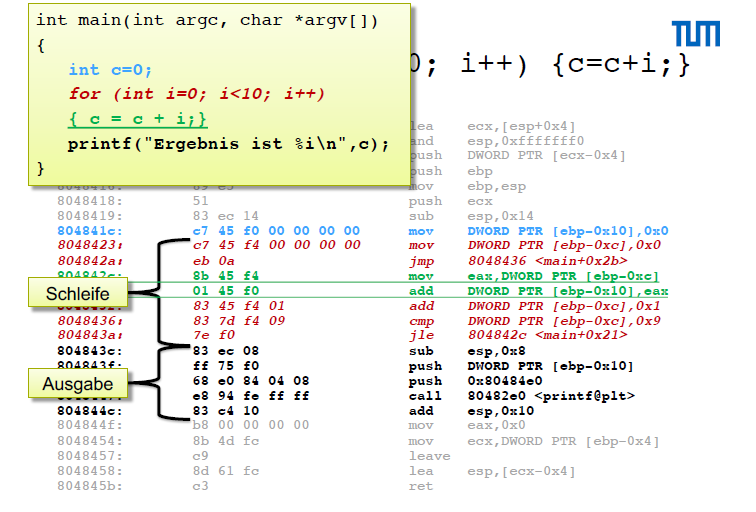 int main(int argc, char *argv[])
{
int c=0;
for (int i=0; i<10; i++)
{ c = c + i;}
printf("Ergebnis ist %i\n",c);
}
TUM
0; i++) {c=c+i;}
lea ecx,[esp+0x4]
and esp,0xfffffff0
push DWORD PTR [ecx-0x4]
push ebp
mov ebp,esp
8048418: 51 push ecx
8048419: 83 ec 14 sub esp,0x14
804841c: c7 45 f0 00 00 00 00 mov DWORD PTR [ebp-0x10],0x0
8048423: c7 45 f4 00 00 00 00 mov DWORD PTR [ebp-0xc],0x0
804842a: eb 0a jmp 8048436 <main+0x2b>
8b 45 f4 mov eax,DWORD PTR [ebp-0xc]
Schleife
01 45 f0 add DWORD PTR [ebp-0x10],eax
83 45 f4 01 add DWORD PTR [ebp-0xc],0x1
8048436: 83 7d f4 09 cmp DWORD PTR [ebp-0xc],0x9
804843a: 7e f0 jle 804842c <main+0x21>
804843c: 83 ec 08 sub esp,0x8
804843f: ff 75 f0 push DWORD PTR [ebp-0x10]
Ausgabe
68 e0 84 04 08 push 0x80484e0
e8 94 fe ff ff call 80482e0 <printf@plt>
804844c: 83 c4 10 add esp,0x10
804844f: b8 00 00 00 00 mov eax,0x0
8048454: 8b 4d fc mov ecx,DWORD PTR [ebp-0x4]
8048457: c9 leave
8048458: 8d 61 fc lea esp,[ecx-0x4]
804845b: c3 ret